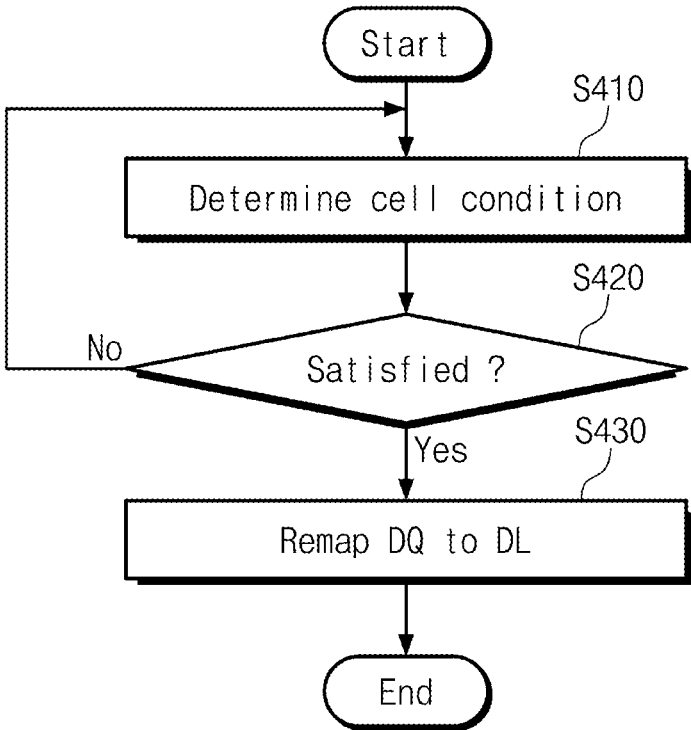 Start
S410
Determine cell condition
S420
Satisfied ?
No
Yes
S430
Remap DQ to DL
End